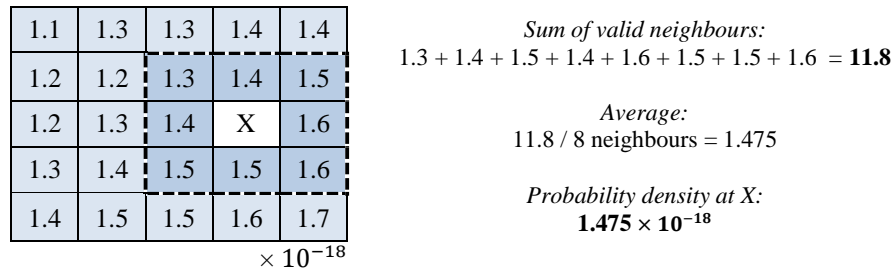 1.1 1.3 1.3 1.4 1.4
1.2 1.2 1.3 1.4 1.5
1.2 1.3 1.4 X 1.6
1.3 1.4 1.5 1.5 1.6
1.4 1.5 1.5 1.6 1.7
× 10⁻¹⁸
Sum of valid neighbours:
1.3 + 1.4 + 1.5 + 1.4 + 1.6 + 1.5 + 1.5 + 1.6 = 11.8
Average:
11.8 / 8 neighbours = 1.475
Probability density at X:
1.475 × 10⁻¹⁸